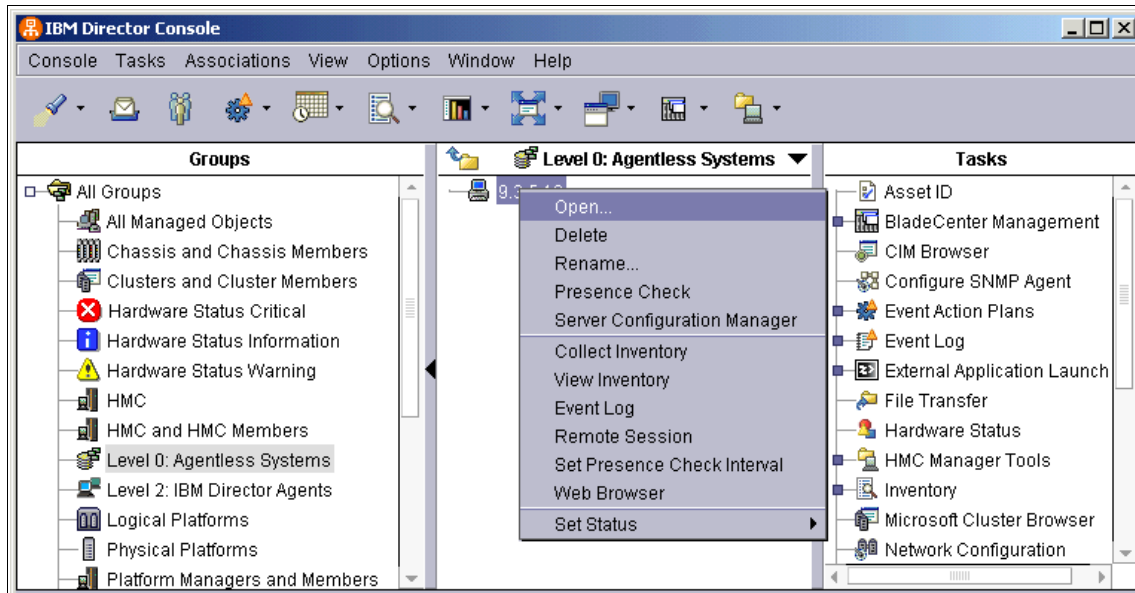 IBM Director Console
Console Tasks Associations View Options Window Help
Groups
All Groups
All Managed Objects
Chassis and Chassis Members
Clusters and Cluster Members
Hardware Status Critical
Hardware Status Information
Hardware Status Warning
HMC
HMC and HMC Members
Level 0: Agentless Systems
Level 2: IBM Director Agents
Logical Platforms
Physical Platforms
Platform Managers and Members
Level 0: Agentless Systems
Open...
Delete
Rename...
Presence Check
Server Configuration Manager
Collect Inventory
View Inventory
Event Log
Remote Session
Set Presence Check Interval
Web Browser
Set Status
Tasks
Asset ID
BladeCenter Management
CIM Browser
Configure SNMP Agent
Event Action Plans
Event Log
External Application Launch
File Transfer
Hardware Status
HMC Manager Tools
Inventory
Microsoft Cluster Browser
Network Configuration